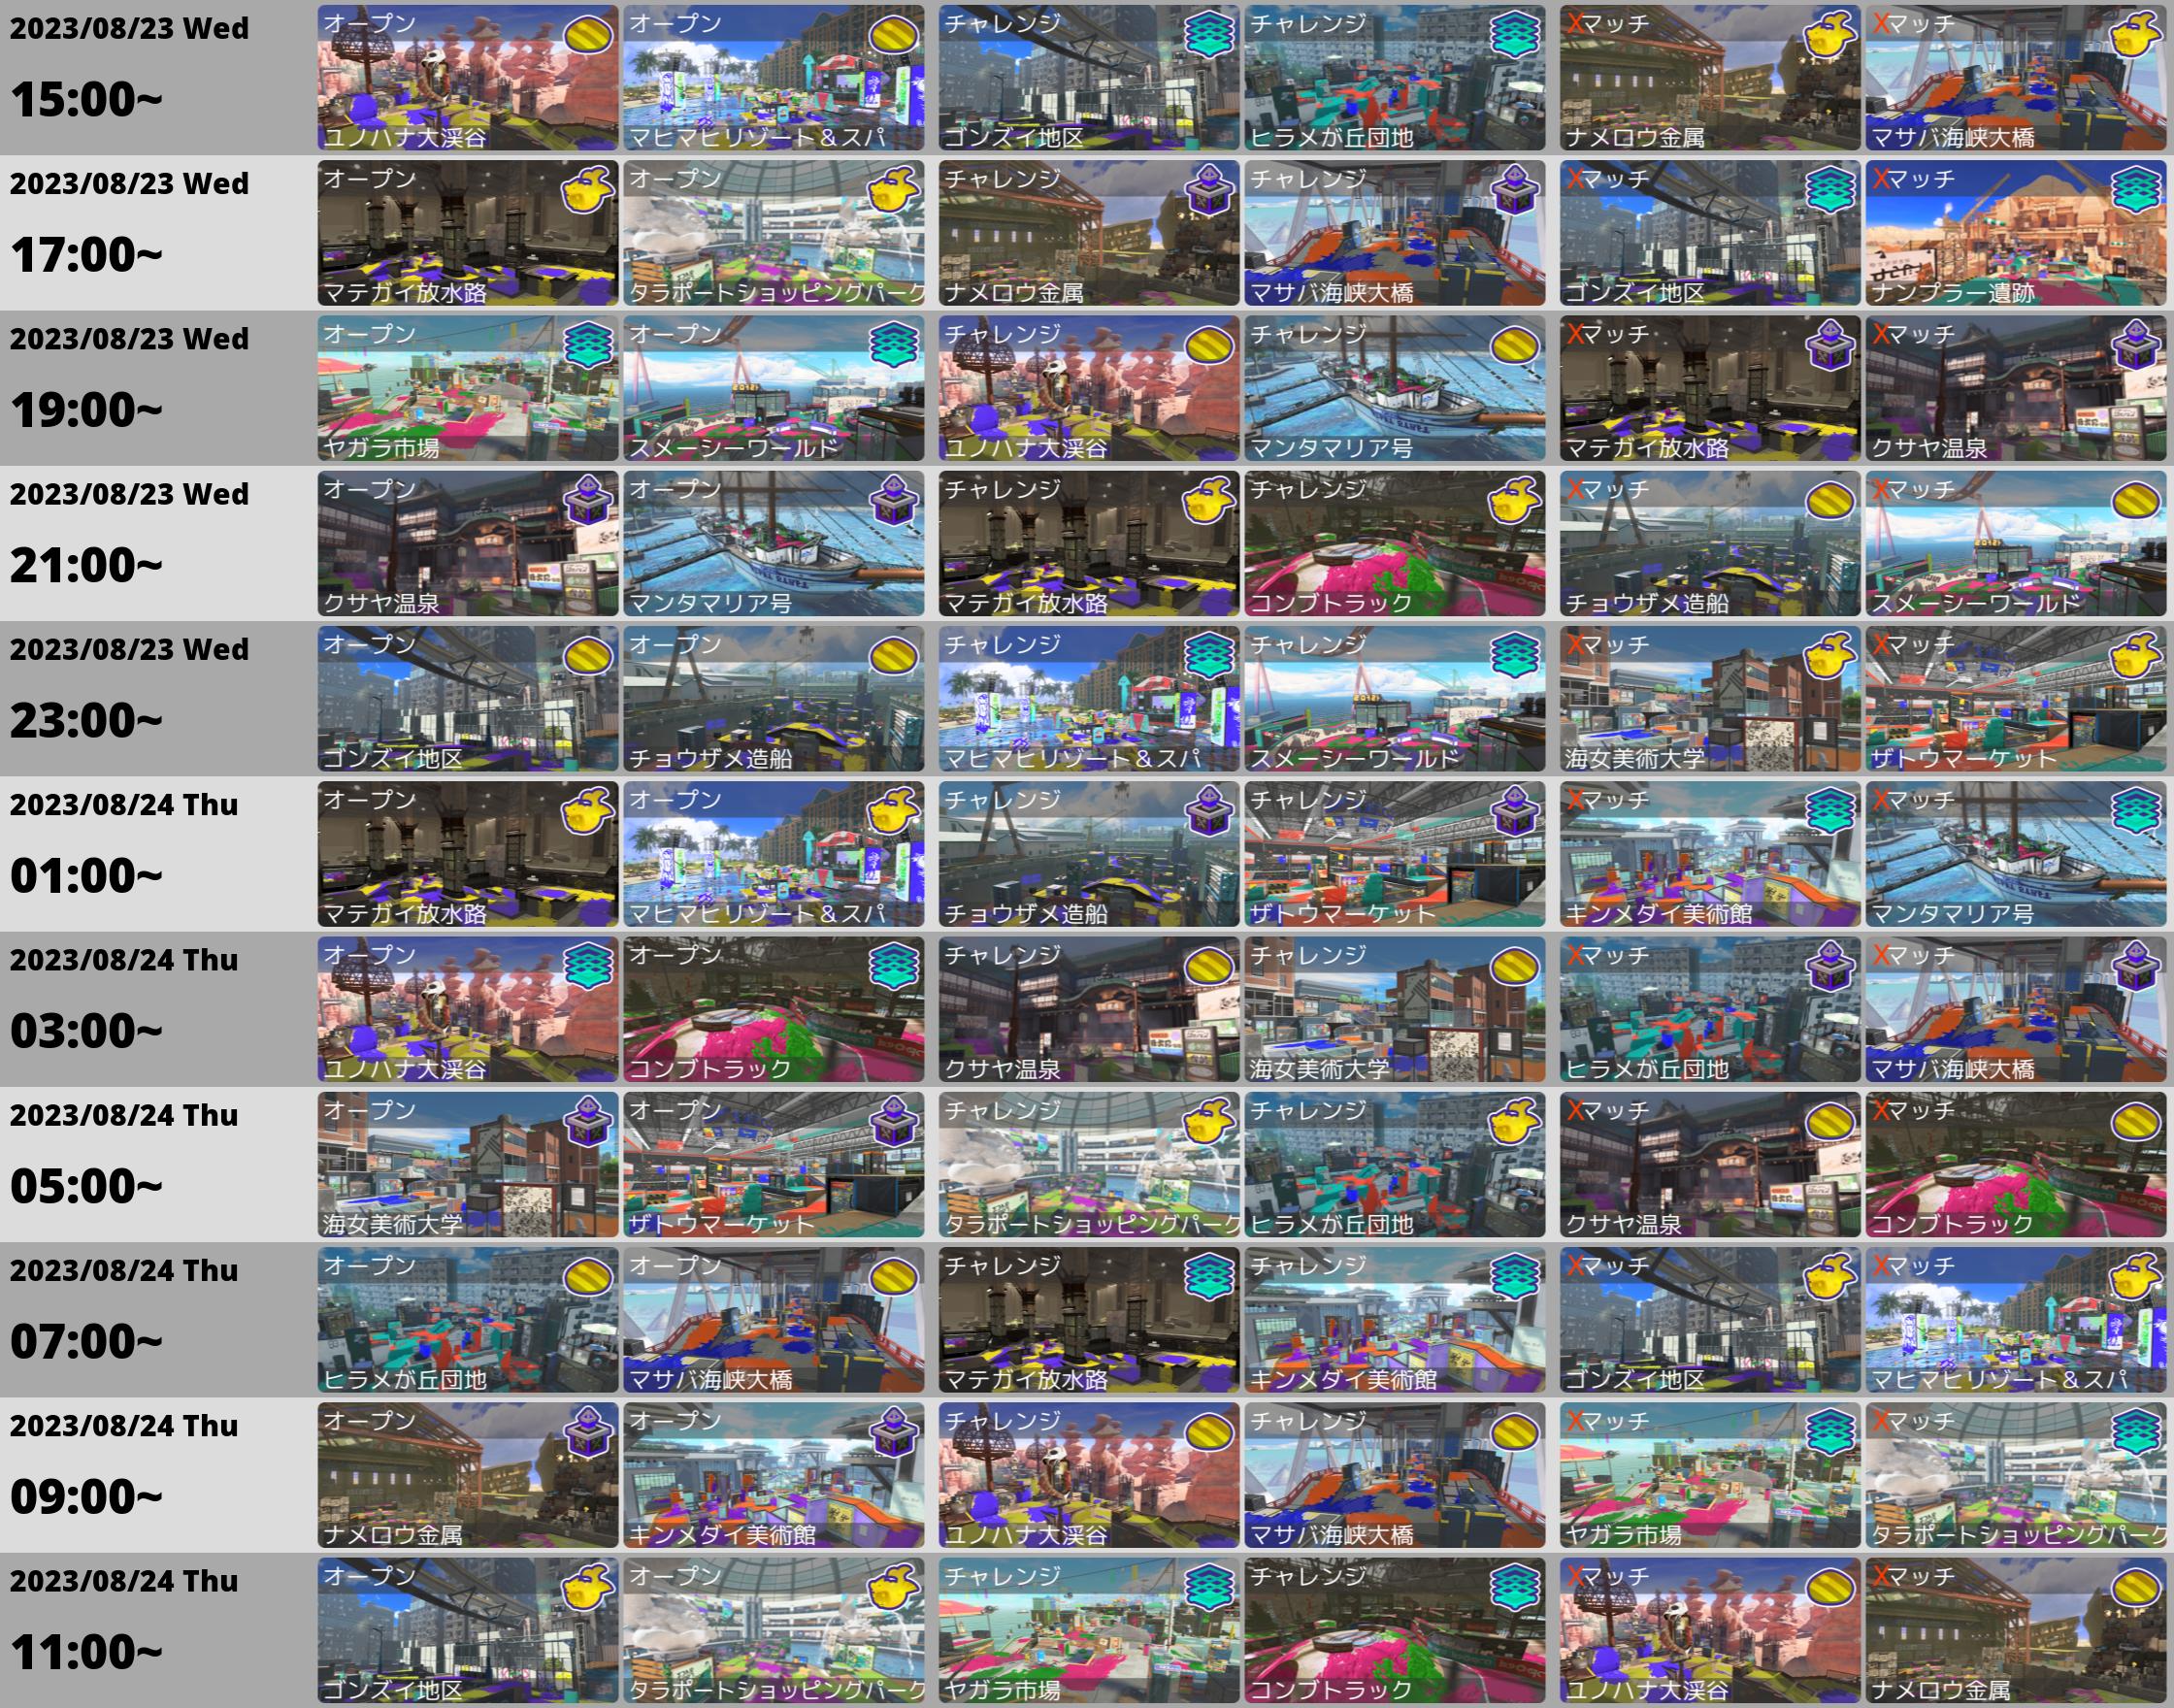 2023/08/23 Wed
15:00~
オープン オープン チャレンジ チャレンジ Xマッチ Xマッチ
ユノハナ大渓谷 マヒマヒリゾート&スパ ゴンズイ地区 ヒラメが丘団地 ナメロウ金属 マサバ海峡大橋
2023/08/23 Wed
17:00~
オープン オープン チャレンジ チャレンジ Xマッチ Xマッチ
マテガイ放水路 タラポートショッピングパーク ナメロウ金属 マサバ海峡大橋 ゴンズイ地区 ナンプラー遺跡
2023/08/23 Wed
19:00~
オープン オープン チャレンジ チャレンジ Xマッチ Xマッチ
ヤガラ市場 スメーシーワールド ユノハナ大渓谷 マンタマリア号 マテガイ放水路 クサヤ温泉
2023/08/23 Wed
21:00~
オープン オープン チャレンジ チャレンジ Xマッチ Xマッチ
クサヤ温泉 マンタマリア号 マテガイ放水路 コンブトラック チョウザメ造船 スメーシーワールド
2023/08/23 Wed
23:00~
オープン オープン チャレンジ チャレンジ Xマッチ Xマッチ
ゴンズイ地区 チョウザメ造船 マヒマヒリゾート&スパ スメーシーワールド 海女美術大学 ザトウマーケット
2023/08/24 Thu
01:00~
オープン オープン チャレンジ チャレンジ Xマッチ Xマッチ
マテガイ放水路 マヒマヒリゾート&スパ チョウザメ造船 ザトウマーケット キンメダイ美術館 マンタマリア号
2023/08/24 Thu
03:00~
オープン オープン チャレンジ チャレンジ Xマッチ Xマッチ
ユノハナ大渓谷 コンブトラック クサヤ温泉 海女美術大学 ヒラメが丘団地 マサバ海峡大橋
2023/08/24 Thu
05:00~
オープン オープン チャレンジ チャレンジ Xマッチ Xマッチ
海女美術大学 ザトウマーケット タラポートショッピングパーク ヒラメが丘団地 クサヤ温泉 コンブトラック
2023/08/24 Thu
07:00~
オープン オープン チャレンジ チャレンジ Xマッチ Xマッチ
ヒラメが丘団地 マサバ海峡大橋 マテガイ放水路 キンメダイ美術館 ゴンズイ地区 マヒマヒリゾート&スパ
2023/08/24 Thu
09:00~
オープン オープン チャレンジ チャレンジ Xマッチ Xマッチ
ナメロウ金属 キンメダイ美術館 ユノハナ大渓谷 マサバ海峡大橋 ヤガラ市場 タラポートショッピングパーク
2023/08/24 Thu
11:00~
オープン オープン チャレンジ チャレンジ Xマッチ Xマッチ
ゴンズイ地区 タラポートショッピングパーク ヤガラ市場 コンブトラック ユノハナ大渓谷 ナメロウ金属